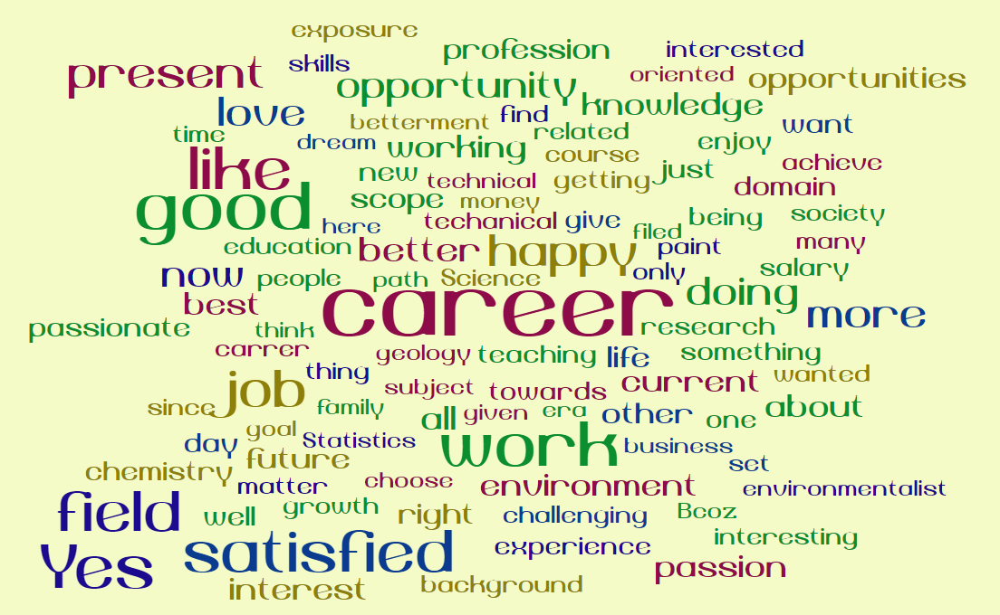 exposure
profession interested
present skills oriented opportunities
opportunity knowledge
love betterment find want
time dream working related enjoy
like new technical course getting just achieve
good scope money domain
here techanical give filed being society
education better happy paint many
now people path Science only salary
best career doing more
passionate think research
carrer geology teaching life something
job thing subject towards current wanted
since family all given era other one about
day goal Statistics work business
chemistry future set
matter choose environment environmentalist
field well growth right challenging Bcoz
Yes satisfied experience interesting
interest background passion